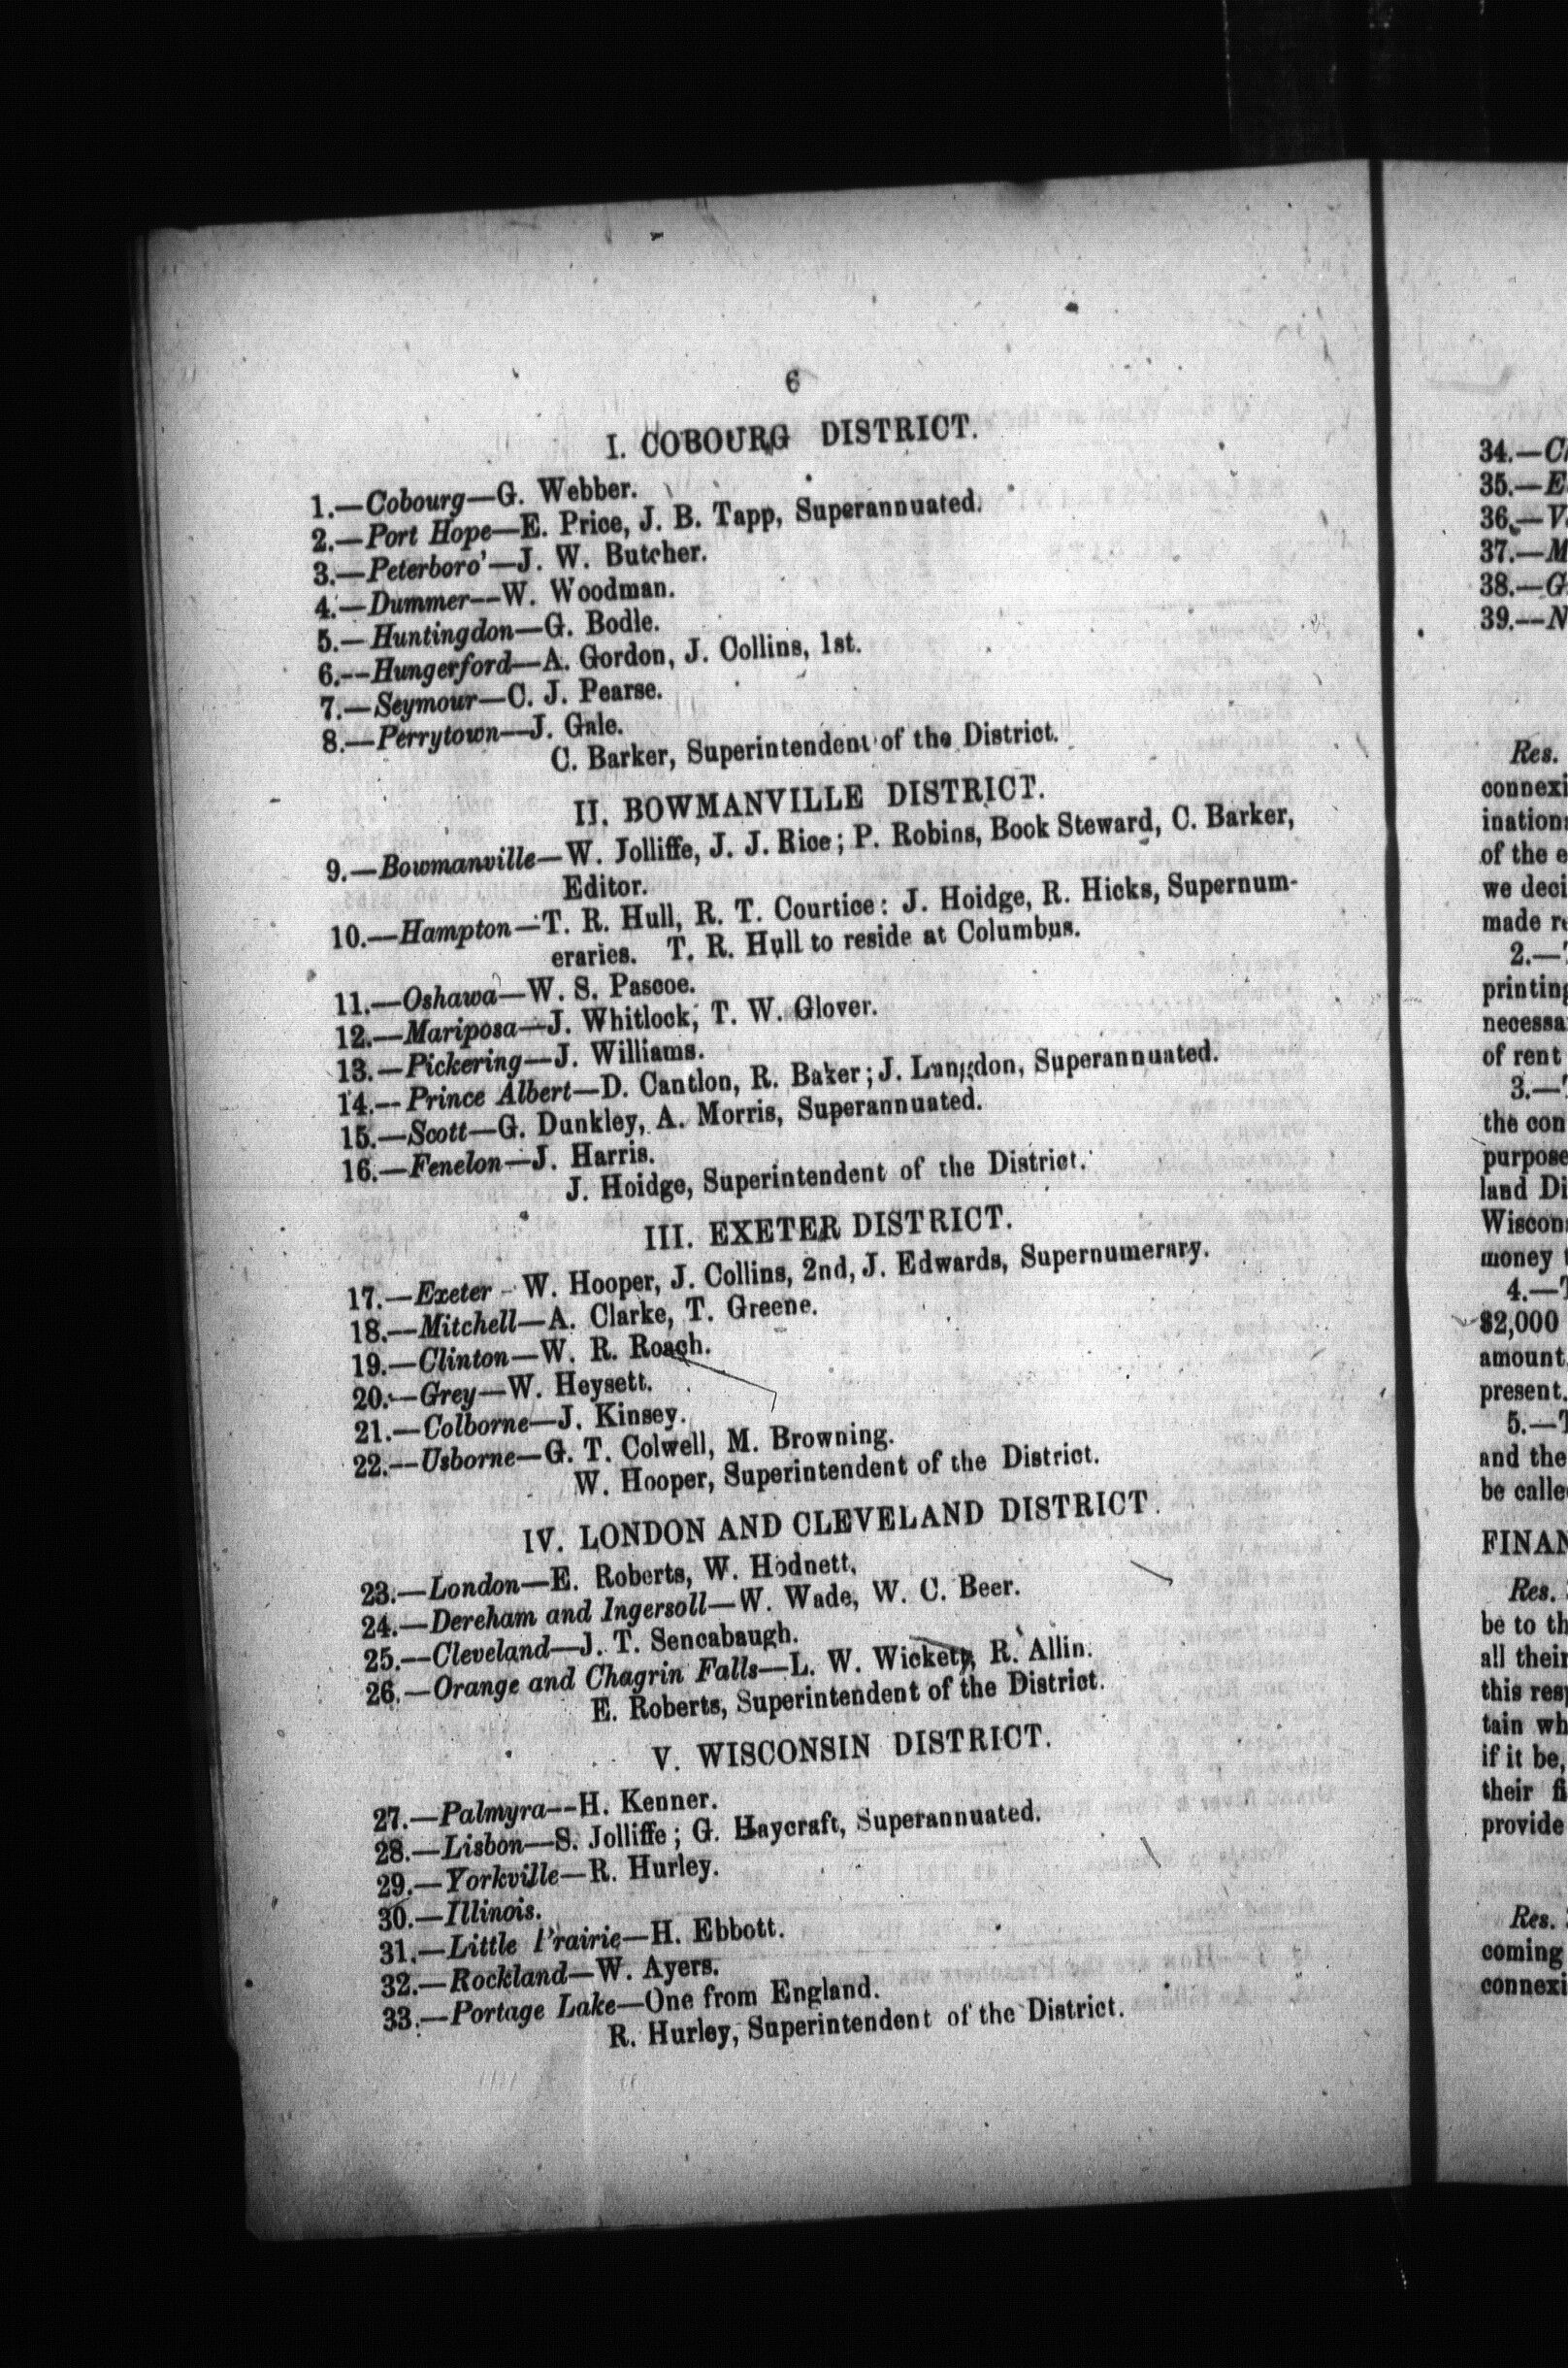 6
I. COBOURG DISTRICT.
1.—Cobourg—G. Webber.
2.—Port Hope—E. Price, J. B. Tapp, Superannuated.
3.—Peterboro'—J. W. Butcher.
4.—Dummer—W. Woodman.
5.—Huntingdon—G. Bodle.
6.—Hungerford—A. Gordon, J. Collins, 1st.
7.—Seymour—C. J. Pearse.
8.—Perrytown—J. Gale.
C. Barker, Superintendent of the District.
II. BOWMANVILLE DISTRICT.
9.—Bowmanville—W. Jolliffe, J. J. Rice; P. Robins, Book Steward, C. Barker,
Editor.
10.—Hampton—T. R. Hull, R. T. Courtice: J. Hoidge, R. Hicks, Supernum-
eraries. T. R. Hull to reside at Columbus.
11.—Oshawa—W. S. Pascoe.
12.—Mariposa—J. Whitlock, T. W. Glover.
13.—Pickering—J. Williams.
14.—Prince Albert—D. Cantlon, R. Baker; J. Langdon, Superannuated.
15.—Scott—G. Dunkley, A. Morris, Superannuated.
16.—Fenelon—J. Harris.
J. Hoidge, Superintendent of the District.
III. EXETER DISTRICT.
17.—Exeter—W. Hooper, J. Collins, 2nd, J. Edwards, Supernumerary.
18.—Mitchell—A. Clarke, T. Greene.
19.—Clinton—W. R. Roach.
20.—Grey—W. Heysett.
21.—Colborne—J. Kinsey.
22.—Usborne—G. T. Colwell, M. Browning.
W. Hooper, Superintendent of the District.
IV. LONDON AND CLEVELAND DISTRICT.
23.—London—E. Roberts, W. Hodnett.
24.—Dereham and Ingersoll—W. Wade, W. C. Beer.
25.—Cleveland—J. T. Sencabaugh.
26.—Orange and Chagrin Falls—L. W. Wickett, R. Allin.
E. Roberts, Superintendent of the District.
V. WISCONSIN DISTRICT.
27.—Palmyra—H. Kenner.
28.—Lisbon—S. Jolliffe; G. Haycraft, Superannuated.
29.—Yorkville—R. Hurley.
30.—Illinois.
31.—Little Prairie—H. Ebbott.
32.—Rockland—W. Ayers.
33.—Portage Lake—One from England.
R. Hurley, Superintendent of the District.
34.—
35.—E
36.—V
37.—M
38.—G
39.—N
Res.
connexi
inations
of the e
we deci
made re
2.—
printing
necessa
of rent
3.—
the con
purpose
land Di
Wiscon
money
4.—
$2,000
amount
present.
5.—
and the
be calle
FINAN
Res.
be to th
all their
this res
tain wh
if it be,
their fi
provide
Res.
coming
connexi